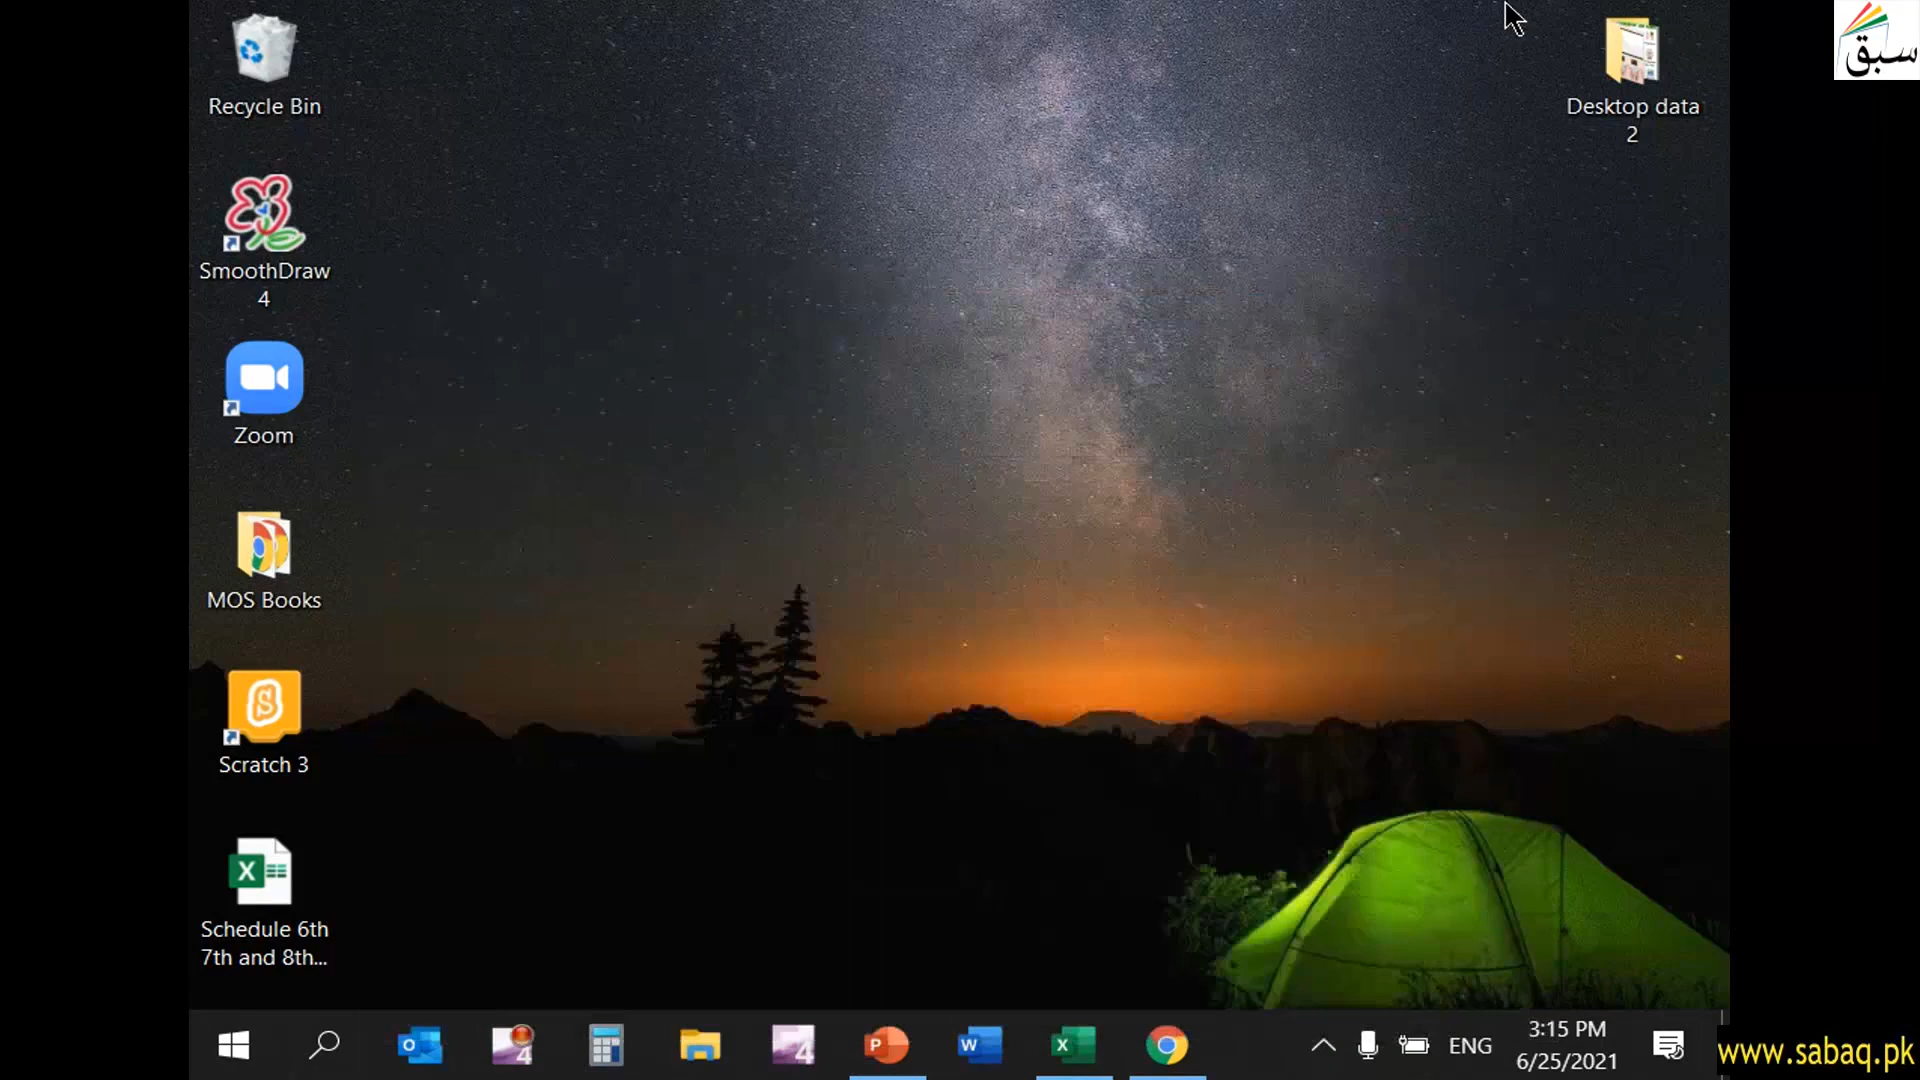 Recycle Bin
Desktop data
2
سبق
SmoothDraw
4
Zoom
MOS Books
Scratch 3
Schedule 6th
7th and 8th...
ENG
3:15 PM
6/25/2021
www.sabaq.pk